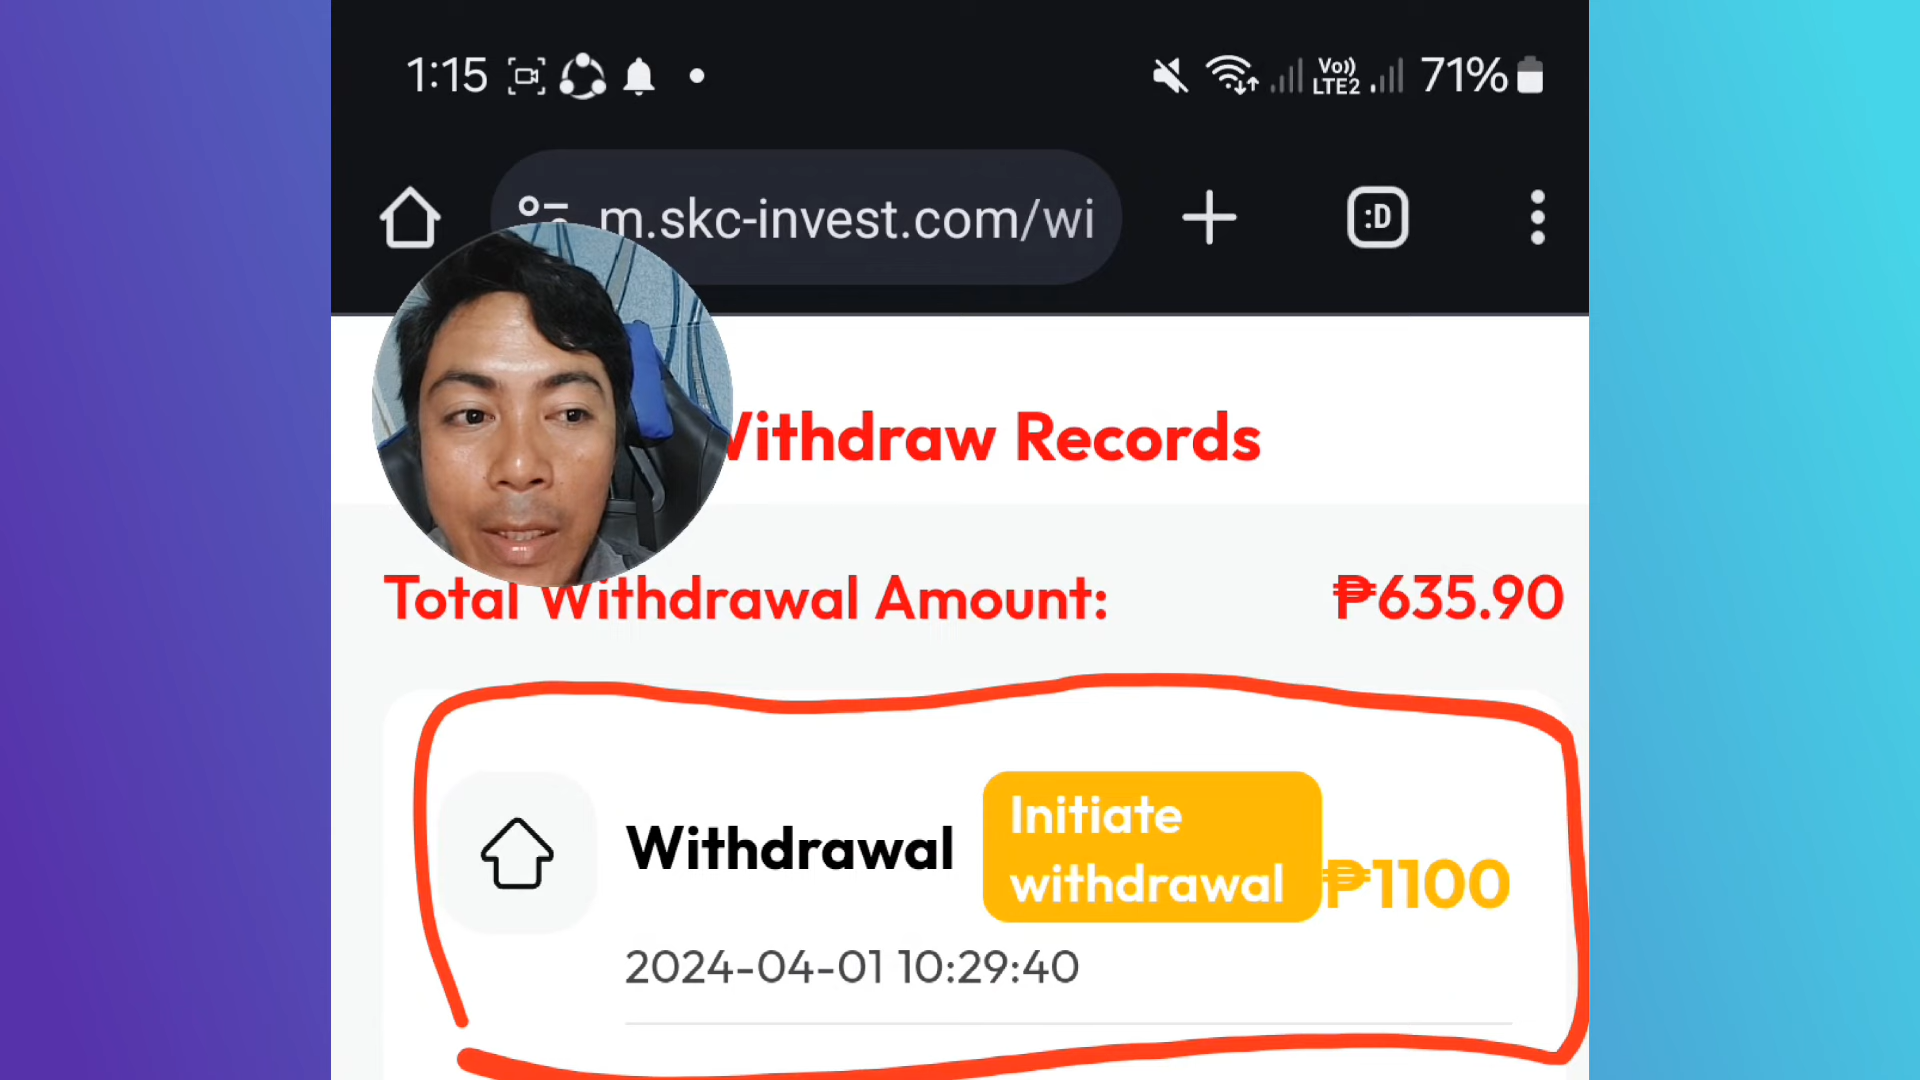 1:15 Vo)) LTE2 71%
m.skc-invest.com/wi :D
Withdraw Records
Total Withdrawal Amount: ₱635.90
Withdrawal Initiate withdrawal ₱1100
2024-04-01 10:29:40